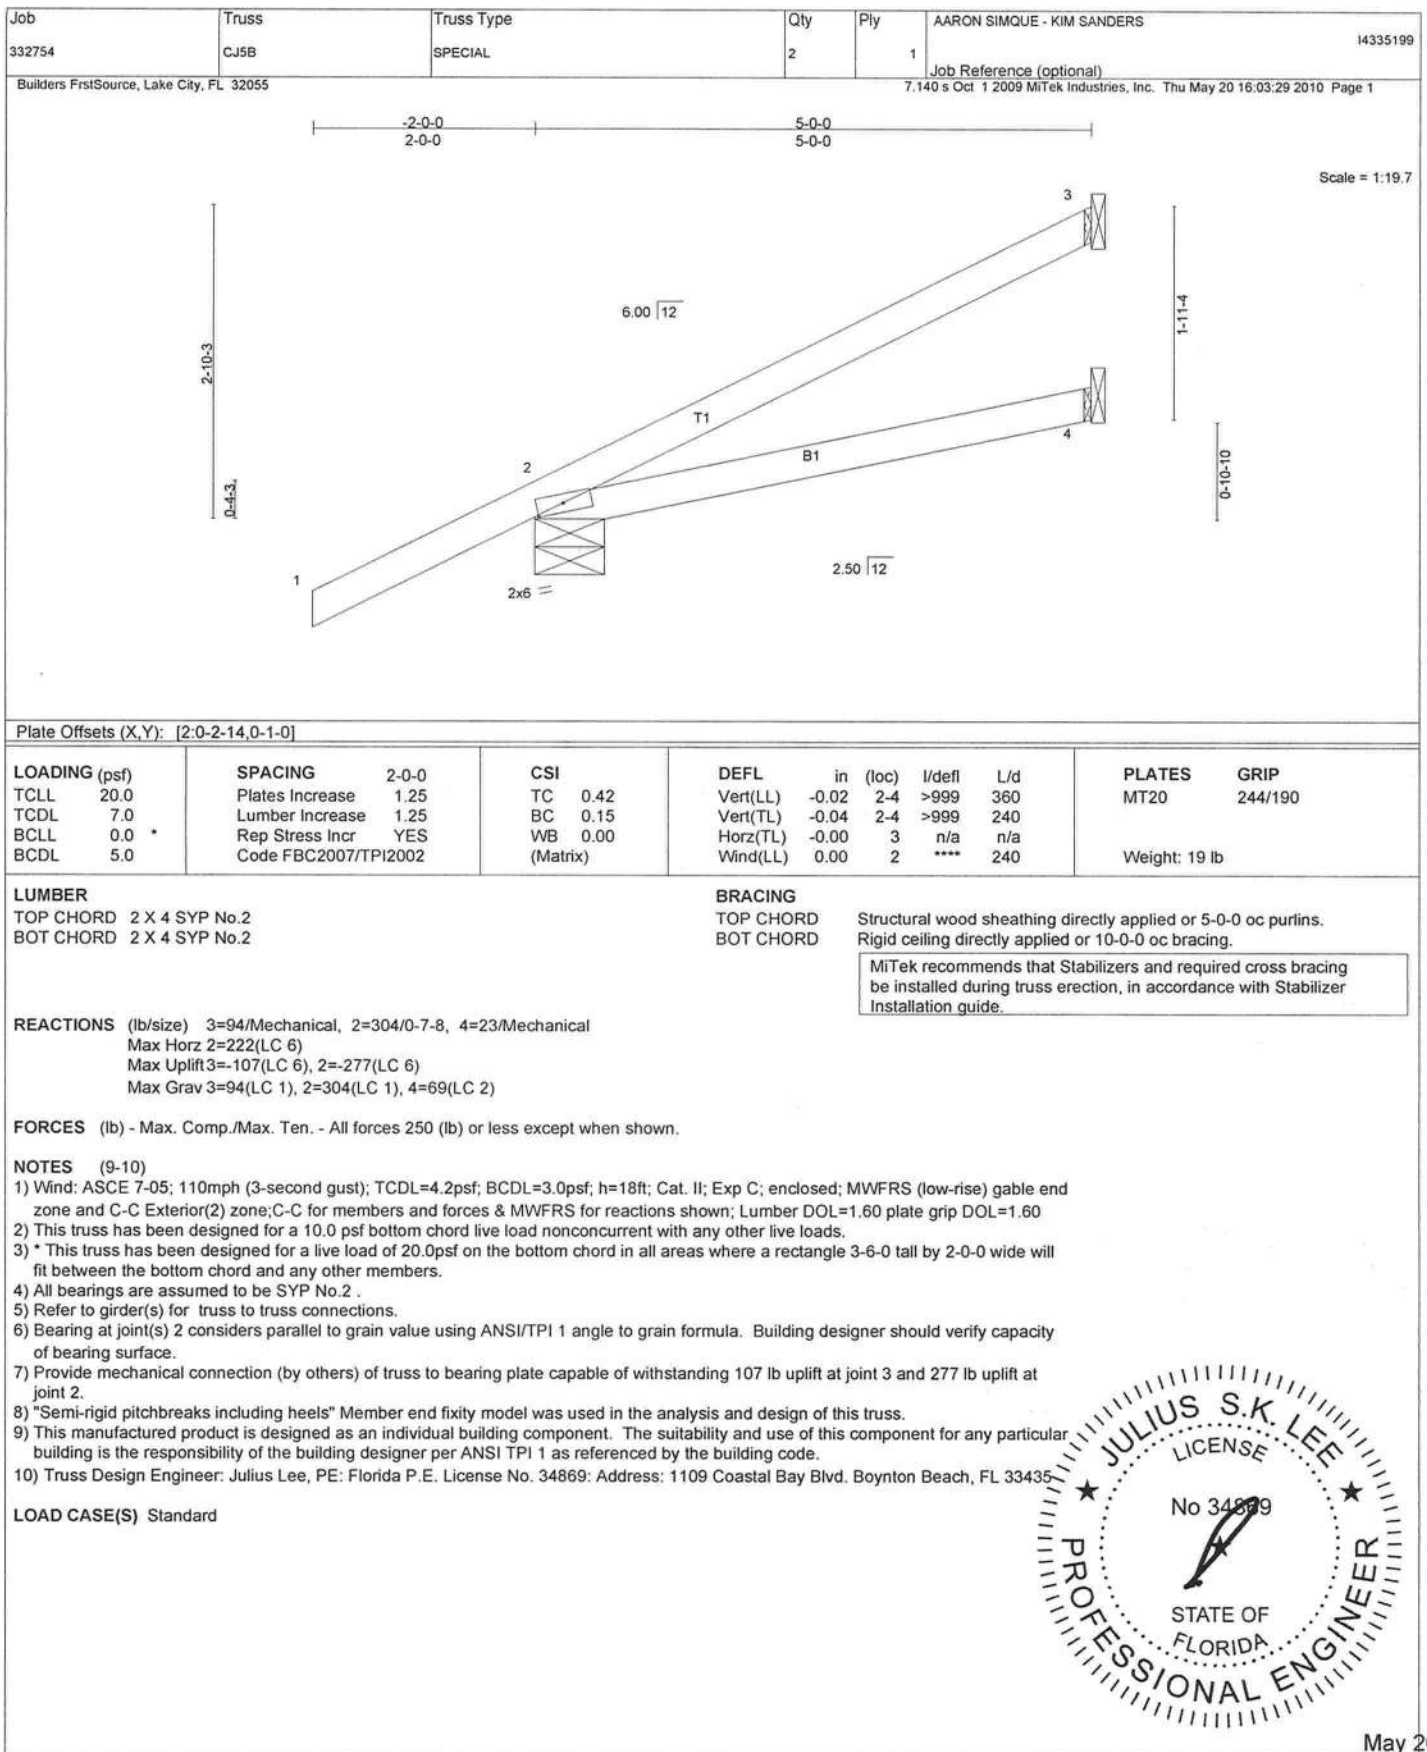 Job Truss Truss Type Qty Ply AARON SIMQUE - KIM SANDERS
332754 CJ5B SPECIAL 2 1 I4335199
Job Reference (optional)
Builders FrstSource, Lake City, FL 32055 7.140 s Oct 1 2009 MiTek Industries, Inc. Thu May 20 16:03:29 2010 Page 1
-2-0-0 5-0-0
2-0-0 5-0-0
Scale = 1:19.7
3
6.00 12
1-11-4
2-10-3
T1
4
B1
2
0-10-10
0-4-3
2.50 12
1
2x6 =
Plate Offsets (X,Y): [2:0-2-14,0-1-0]
LOADING (psf) SPACING 2-0-0 CSI DEFL in (loc) l/defl L/d PLATES GRIP
TCLL 20.0 Plates Increase 1.25 TC 0.42 Vert(LL) -0.02 2-4 >999 360 MT20 244/190
TCDL 7.0 Lumber Increase 1.25 BC 0.15 Vert(TL) -0.04 2-4 >999 240
BCLL 0.0 * Rep Stress Incr YES WB 0.00 Horz(TL) -0.00 3 n/a n/a
BCDL 5.0 Code FBC2007/TPI2002 (Matrix) Wind(LL) 0.00 2 **** 240 Weight: 19 lb
LUMBER
TOP CHORD 2 X 4 SYP No.2
BOT CHORD 2 X 4 SYP No.2
BRACING
TOP CHORD Structural wood sheathing directly applied or 5-0-0 oc purlins.
BOT CHORD Rigid ceiling directly applied or 10-0-0 oc bracing.
MiTek recommends that Stabilizers and required cross bracing
be installed during truss erection, in accordance with Stabilizer
Installation guide.
REACTIONS (lb/size) 3=94/Mechanical, 2=304/0-7-8, 4=23/Mechanical
Max Horz 2=222(LC 6)
Max Uplift3=-107(LC 6), 2=-277(LC 6)
Max Grav 3=94(LC 1), 2=304(LC 1), 4=69(LC 2)
FORCES (lb) - Max. Comp./Max. Ten. - All forces 250 (lb) or less except when shown.
NOTES (9-10)
1) Wind: ASCE 7-05; 110mph (3-second gust); TCDL=4.2psf; BCDL=3.0psf; h=18ft; Cat. II; Exp C; enclosed; MWFRS (low-rise) gable end
zone and C-C Exterior(2) zone;C-C for members and forces & MWFRS for reactions shown; Lumber DOL=1.60 plate grip DOL=1.60
2) This truss has been designed for a 10.0 psf bottom chord live load nonconcurrent with any other live loads.
3) * This truss has been designed for a live load of 20.0psf on the bottom chord in all areas where a rectangle 3-6-0 tall by 2-0-0 wide will
fit between the bottom chord and any other members.
4) All bearings are assumed to be SYP No.2 .
5) Refer to girder(s) for truss to truss connections.
6) Bearing at joint(s) 2 considers parallel to grain value using ANSI/TPI 1 angle to grain formula. Building designer should verify capacity
of bearing surface.
7) Provide mechanical connection (by others) of truss to bearing plate capable of withstanding 107 lb uplift at joint 3 and 277 lb uplift at
joint 2.
8) "Semi-rigid pitchbreaks including heels" Member end fixity model was used in the analysis and design of this truss.
9) This manufactured product is designed as an individual building component. The suitability and use of this component for any particular
building is the responsibility of the building designer per ANSI TPI 1 as referenced by the building code.
10) Truss Design Engineer: Julius Lee, PE: Florida P.E. License No. 34869: Address: 1109 Coastal Bay Blvd. Boynton Beach, FL 33435
LOAD CASE(S) Standard
JULIUS S.K. LEE
LICENSE
No 34869
STATE OF
FLORIDA
PROFESSIONAL ENGINEER
May 2